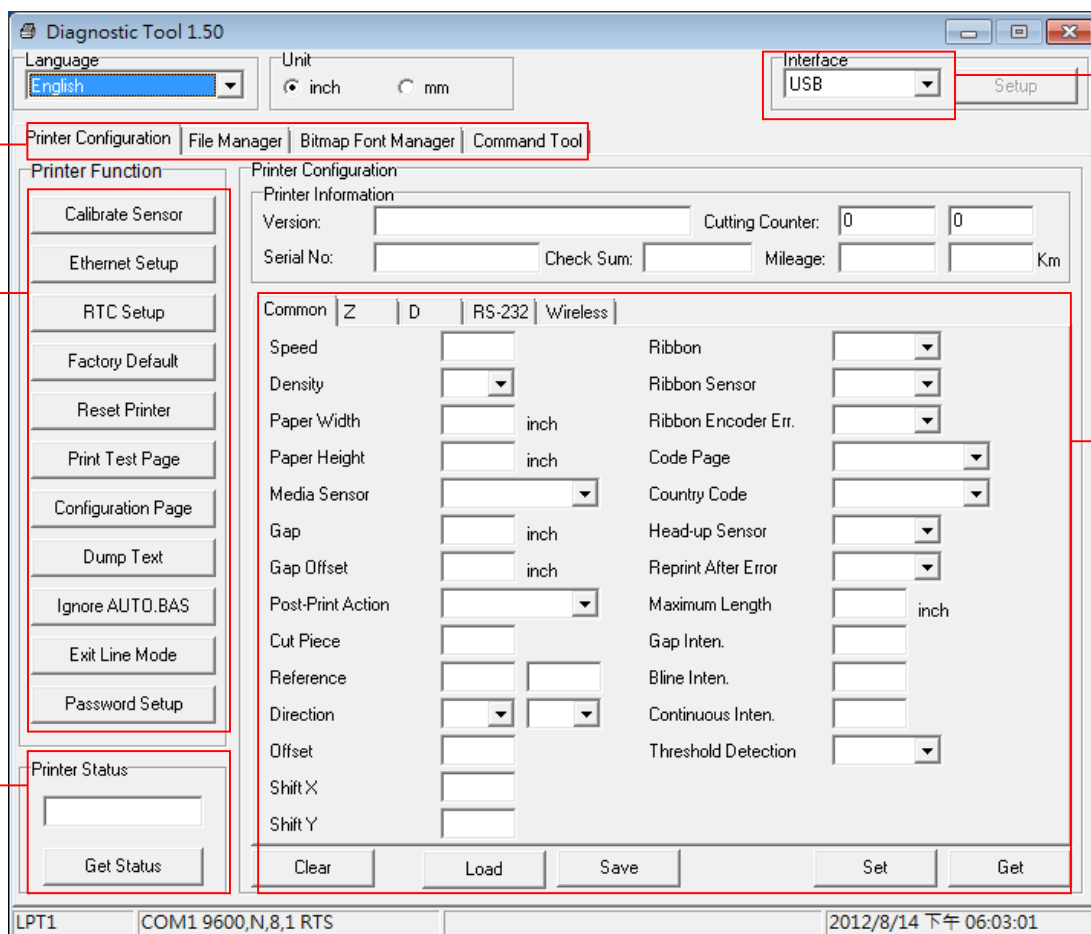 Diagnostic Tool 1.50
Language
Unit
Interface
English
inch
mm
USB
Setup
Printer Configuration
File Manager
Bitmap Font Manager
Command Tool
Printer Function
Calibrate Sensor
Ethernet Setup
RTC Setup
Factory Default
Reset Printer
Print Test Page
Configuration Page
Dump Text
Ignore AUTO.BAS
Exit Line Mode
Password Setup
Printer Status
Get Status
Printer Configuration
Printer Information
Version:
Cutting Counter:
0
0
Serial No:
Check Sum:
Mileage:
Km
Common
Z
D
RS-232
Wireless
Speed
Density
Paper Width
inch
Paper Height
inch
Media Sensor
Gap
inch
Gap Offset
inch
Post-Print Action
Cut Piece
Reference
Direction
Offset
Shift X
Shift Y
Ribbon
Ribbon Sensor
Ribbon Encoder Err.
Code Page
Country Code
Head-up Sensor
Reprint After Error
Maximum Length
inch
Gap Inten.
Bline Inten.
Continuous Inten.
Threshold Detection
Clear
Load
Save
Set
Get
LPT1
COM1 9600,N,8,1 RTS
2012/8/14 下午 06:03:01